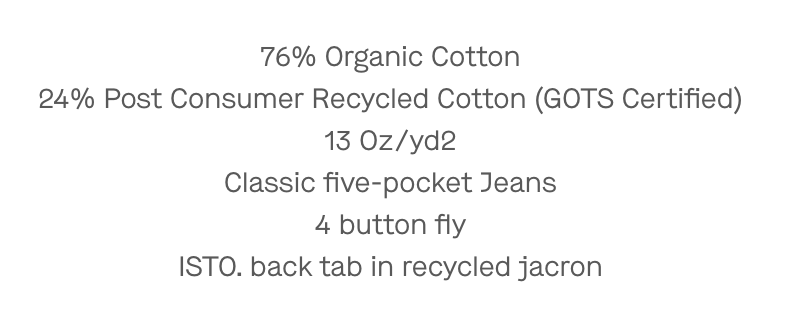 76% Organic Cotton
24% Post Consumer Recycled Cotton (GOTS Certified)
13 Oz/yd2
Classic five-pocket Jeans
4 button fly
ISTO. back tab in recycled jacron